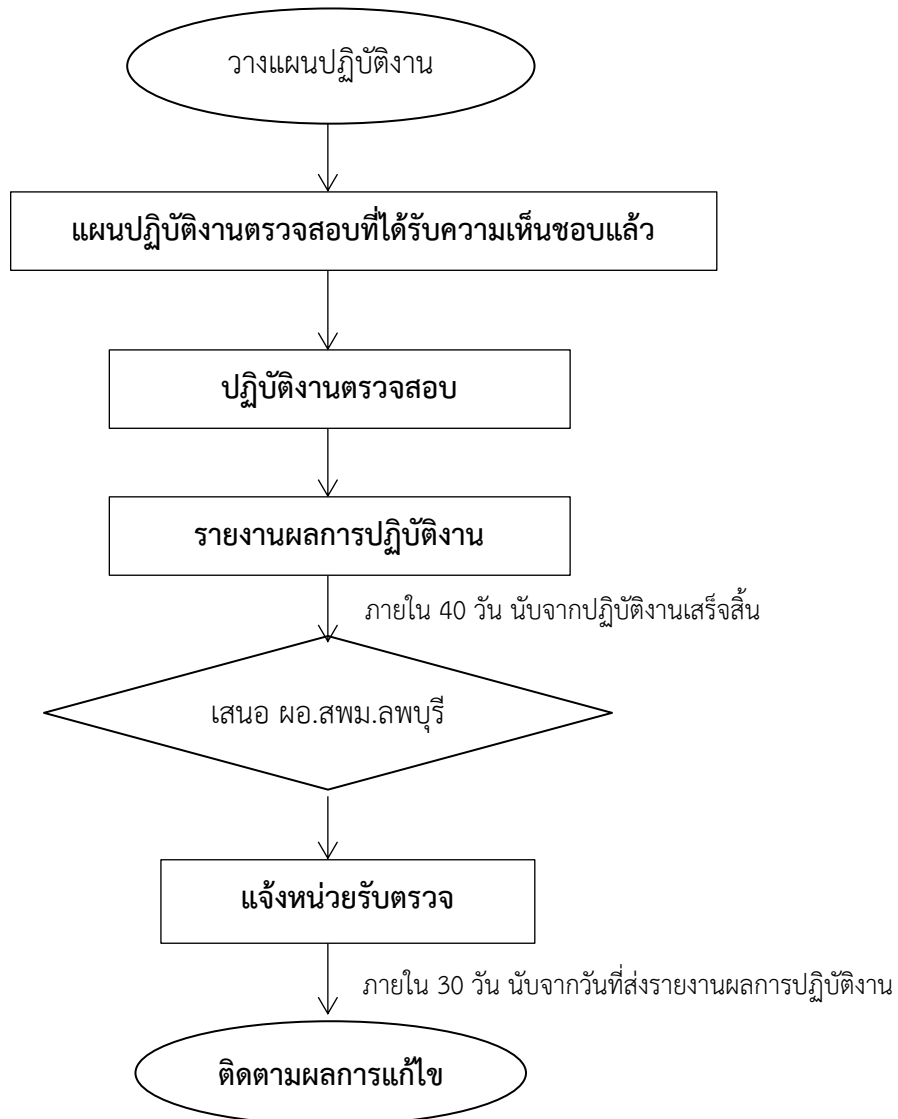 วางแผนปฏิบัติงาน
แผนปฏิบัติงานตรวจสอบที่ได้รับความเห็นชอบแล้ว
ปฏิบัติงานตรวจสอบ
รายงานผลการปฏิบัติงาน
ภายใน 40 วัน นับจากปฏิบัติงานเสร็จสิ้น
เสนอ ผอ.สพม.ลพบุรี
แจ้งหน่วยรับตรวจ
ภายใน 30 วัน นับจากวันที่ส่งรายงานผลการปฏิบัติงาน
ติดตามผลการแก้ไข